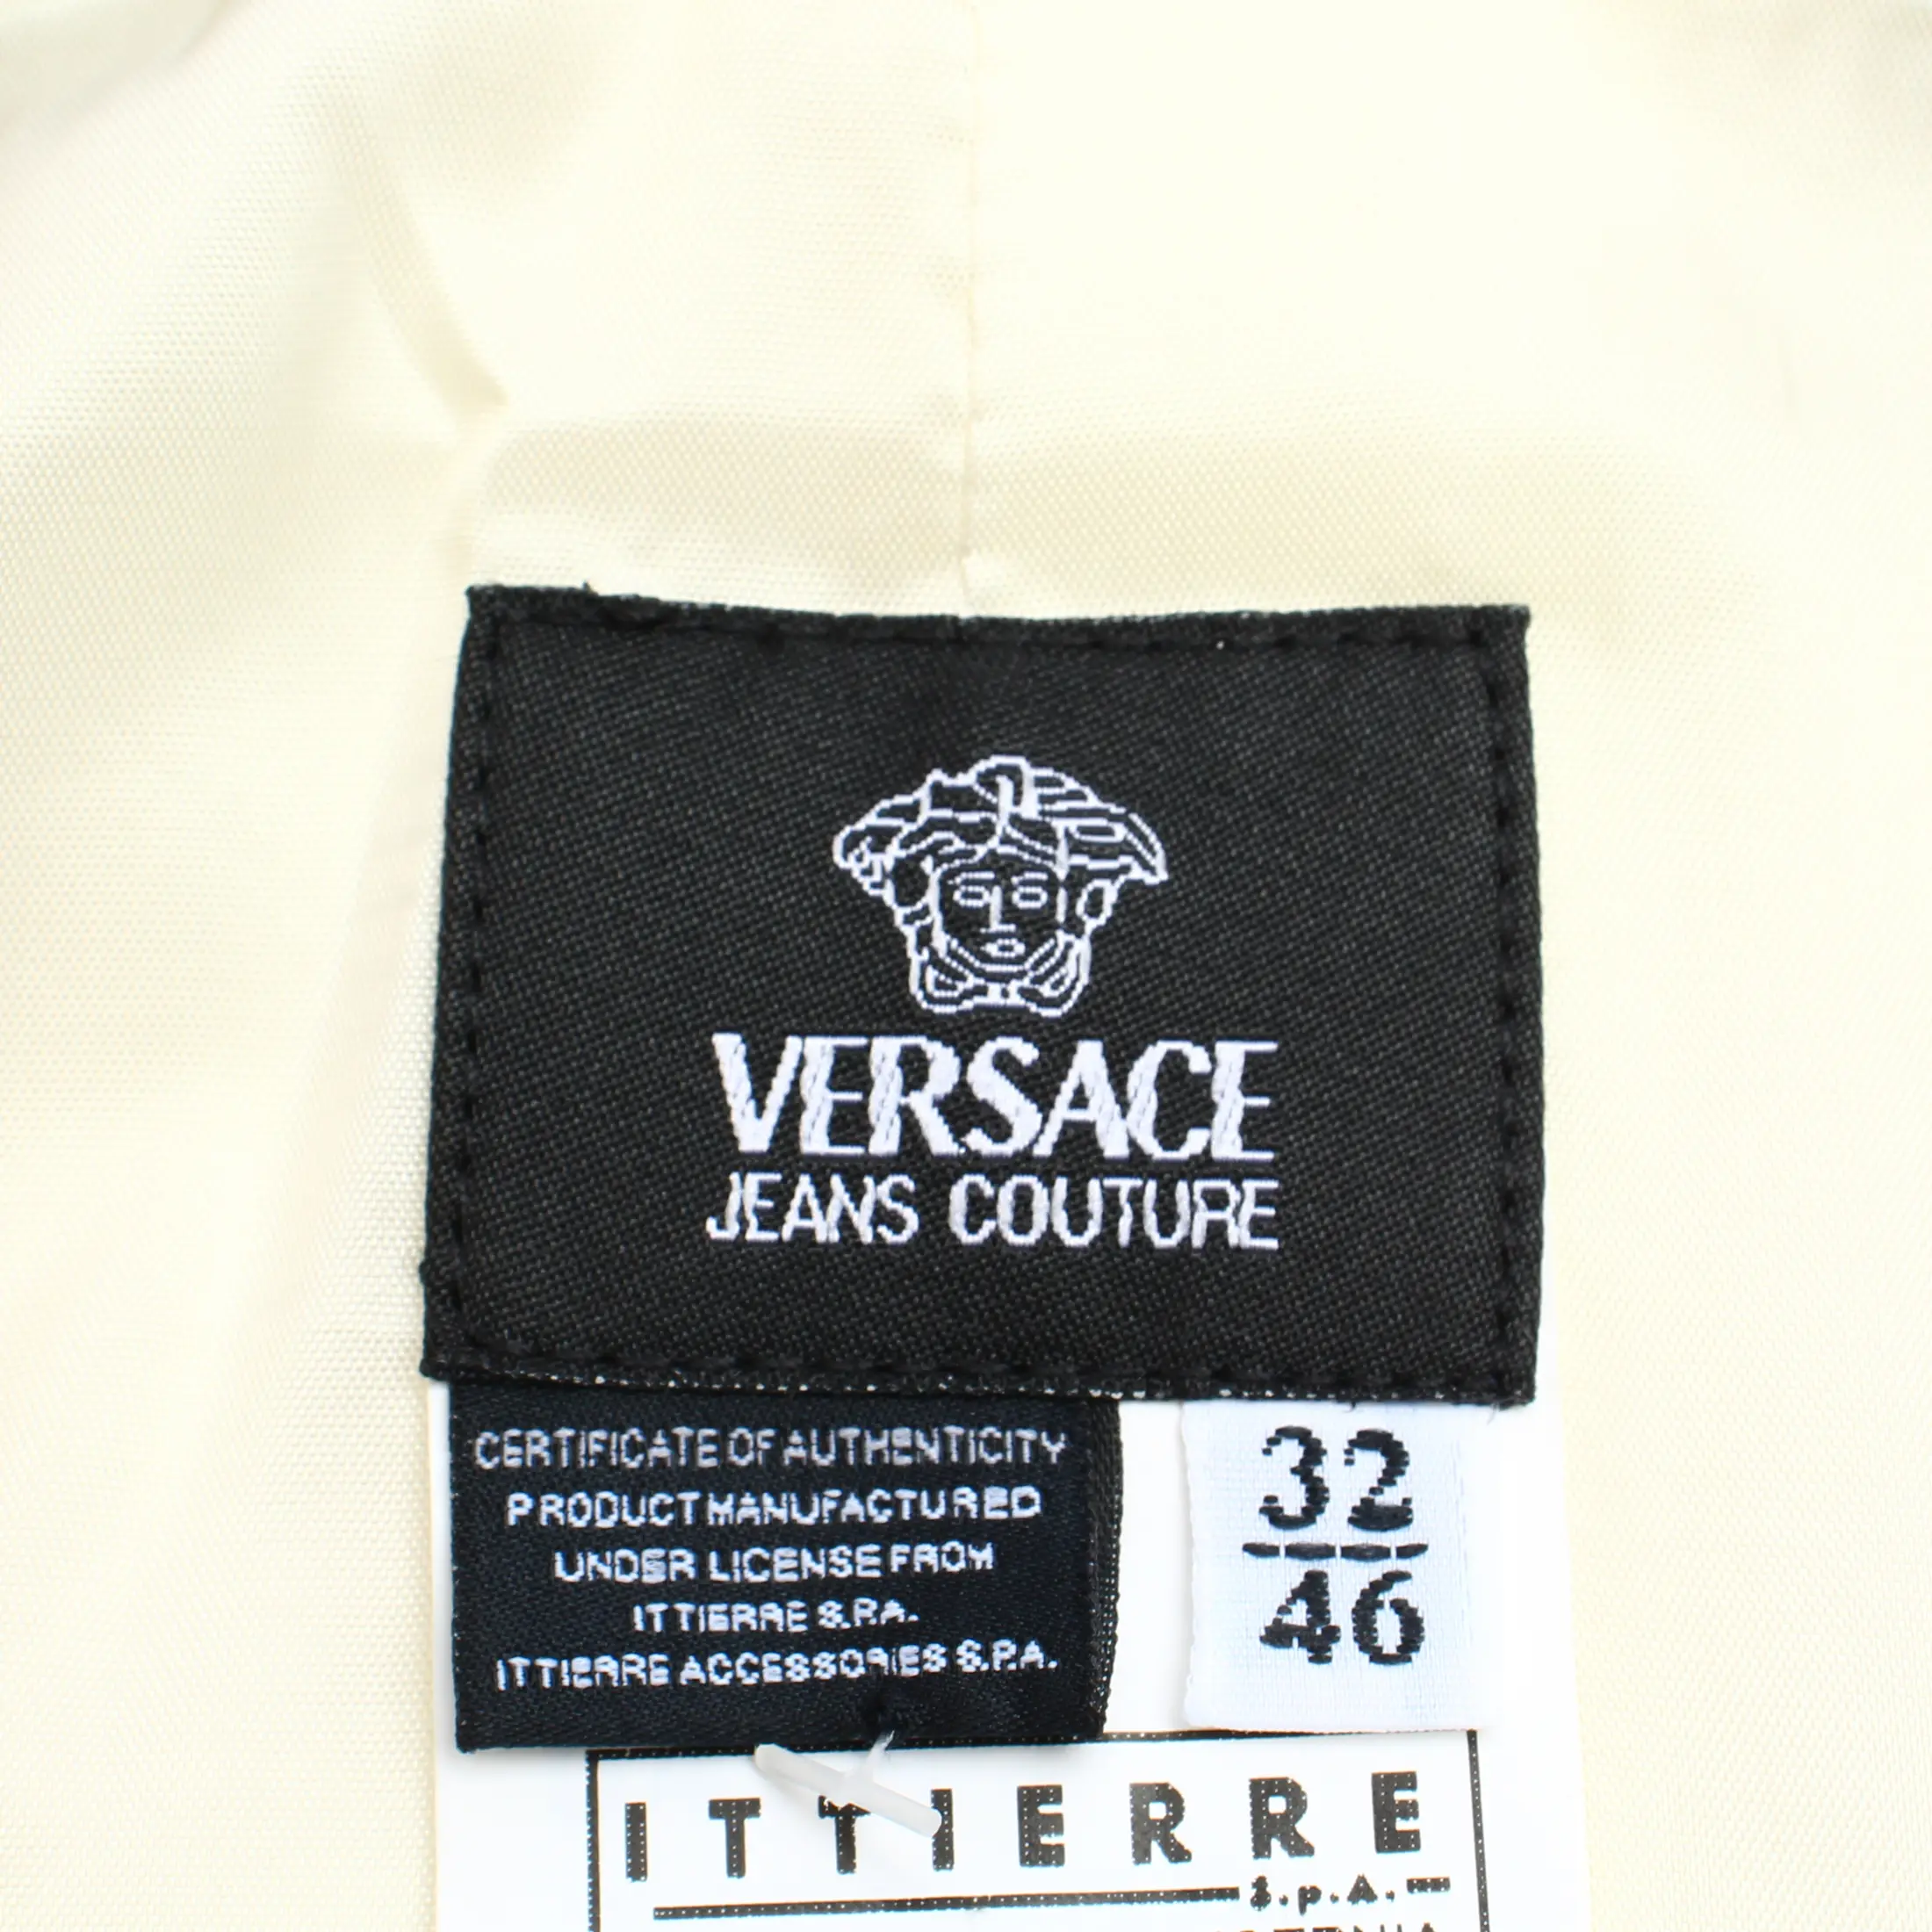 VERSACE
JEANS COUTURE
CERTIFICATE OF AUTHENTICITY
PRODUCT MANUFACTURED
UNDER LICENSE FROM
ITTIERRE S.P.A.
ITTIERRE ACCESSORIES S.P.A.
32
46
ITTIERRE
S.p.A.